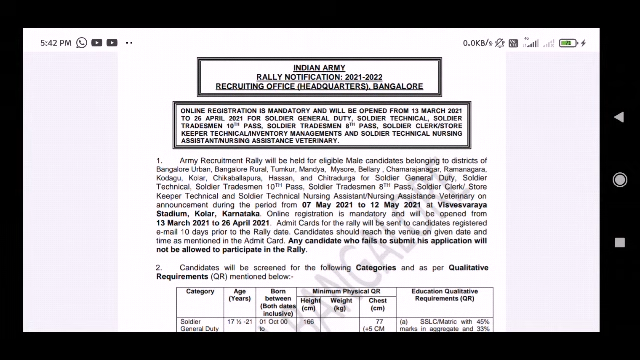 5:42 PM
0.0KB/s
INDIAN ARMY
RALLY NOTIFICATION: 2021-2022
RECRUITING OFFICE (HEADQUARTERS), BANGALORE
ONLINE REGISTRATION IS MANDATORY AND WILL BE OPENED FROM 13 MARCH 2021
TO 26 APRIL 2021 FOR SOLDIER GENERAL DUTY, SOLDIER TECHNICAL, SOLDIER
TRADESMEN 10TH PASS, SOLDIER TRADESMEN 8TH PASS, SOLDIER CLERK/STORE
KEEPER TECHNICAL/INVENTORY MANAGEMENTS AND SOLDIER TECHNICAL NURSING
ASSISTANT/NURSING ASSISTANT VETERINARY.
1. Army Recruitment Rally will be held for eligible Male candidates belonging to districts of
Bangalore Urban, Bangalore Rural, Tumkur, Mandya, Mysore, Bellary, Chamarajanagar, Ramanagara,
Kodagu, Kolar, Chikaballapura, Hassan, and Chitradurga for Soldier General Duty, Soldier
Technical, Soldier Tradesmen 10TH Pass, Soldier Tradesmen 8TH Pass, Soldier Clerk/ Store
Keeper Technical and Soldier Technical Nursing Assistant/Nursing Assistance Veterinary on
announcement during the period from 07 May 2021 to 12 May 2021 at Visvesvaraya
Stadium, Kolar, Karnataka. Online registration is mandatory and will be opened from
13 March 2021 to 26 April 2021. Admit Cards for the rally will be sent to candidates registered
e-mail 10 days prior to the Rally date. Candidates should reach the venue on given date and
time as mentioned in the Admit Card. Any candidate who fails to submit his application will
not be allowed to participate in the Rally.
2. Candidates will be screened for the following Categories and as per Qualitative
Requirements (QR) mentioned below:-
Category Age (Years) Born between (Both dates inclusive) Minimum Physical QR Education Qualitative Requirements (QR)
Height (cm) Weight (kg) Chest (cm)
Soldier General Duty 17 ½ -21 01 Oct 00 to 166 77 (+5 CM (a) SSLC/Matric with 45% marks in aggregate and 33%